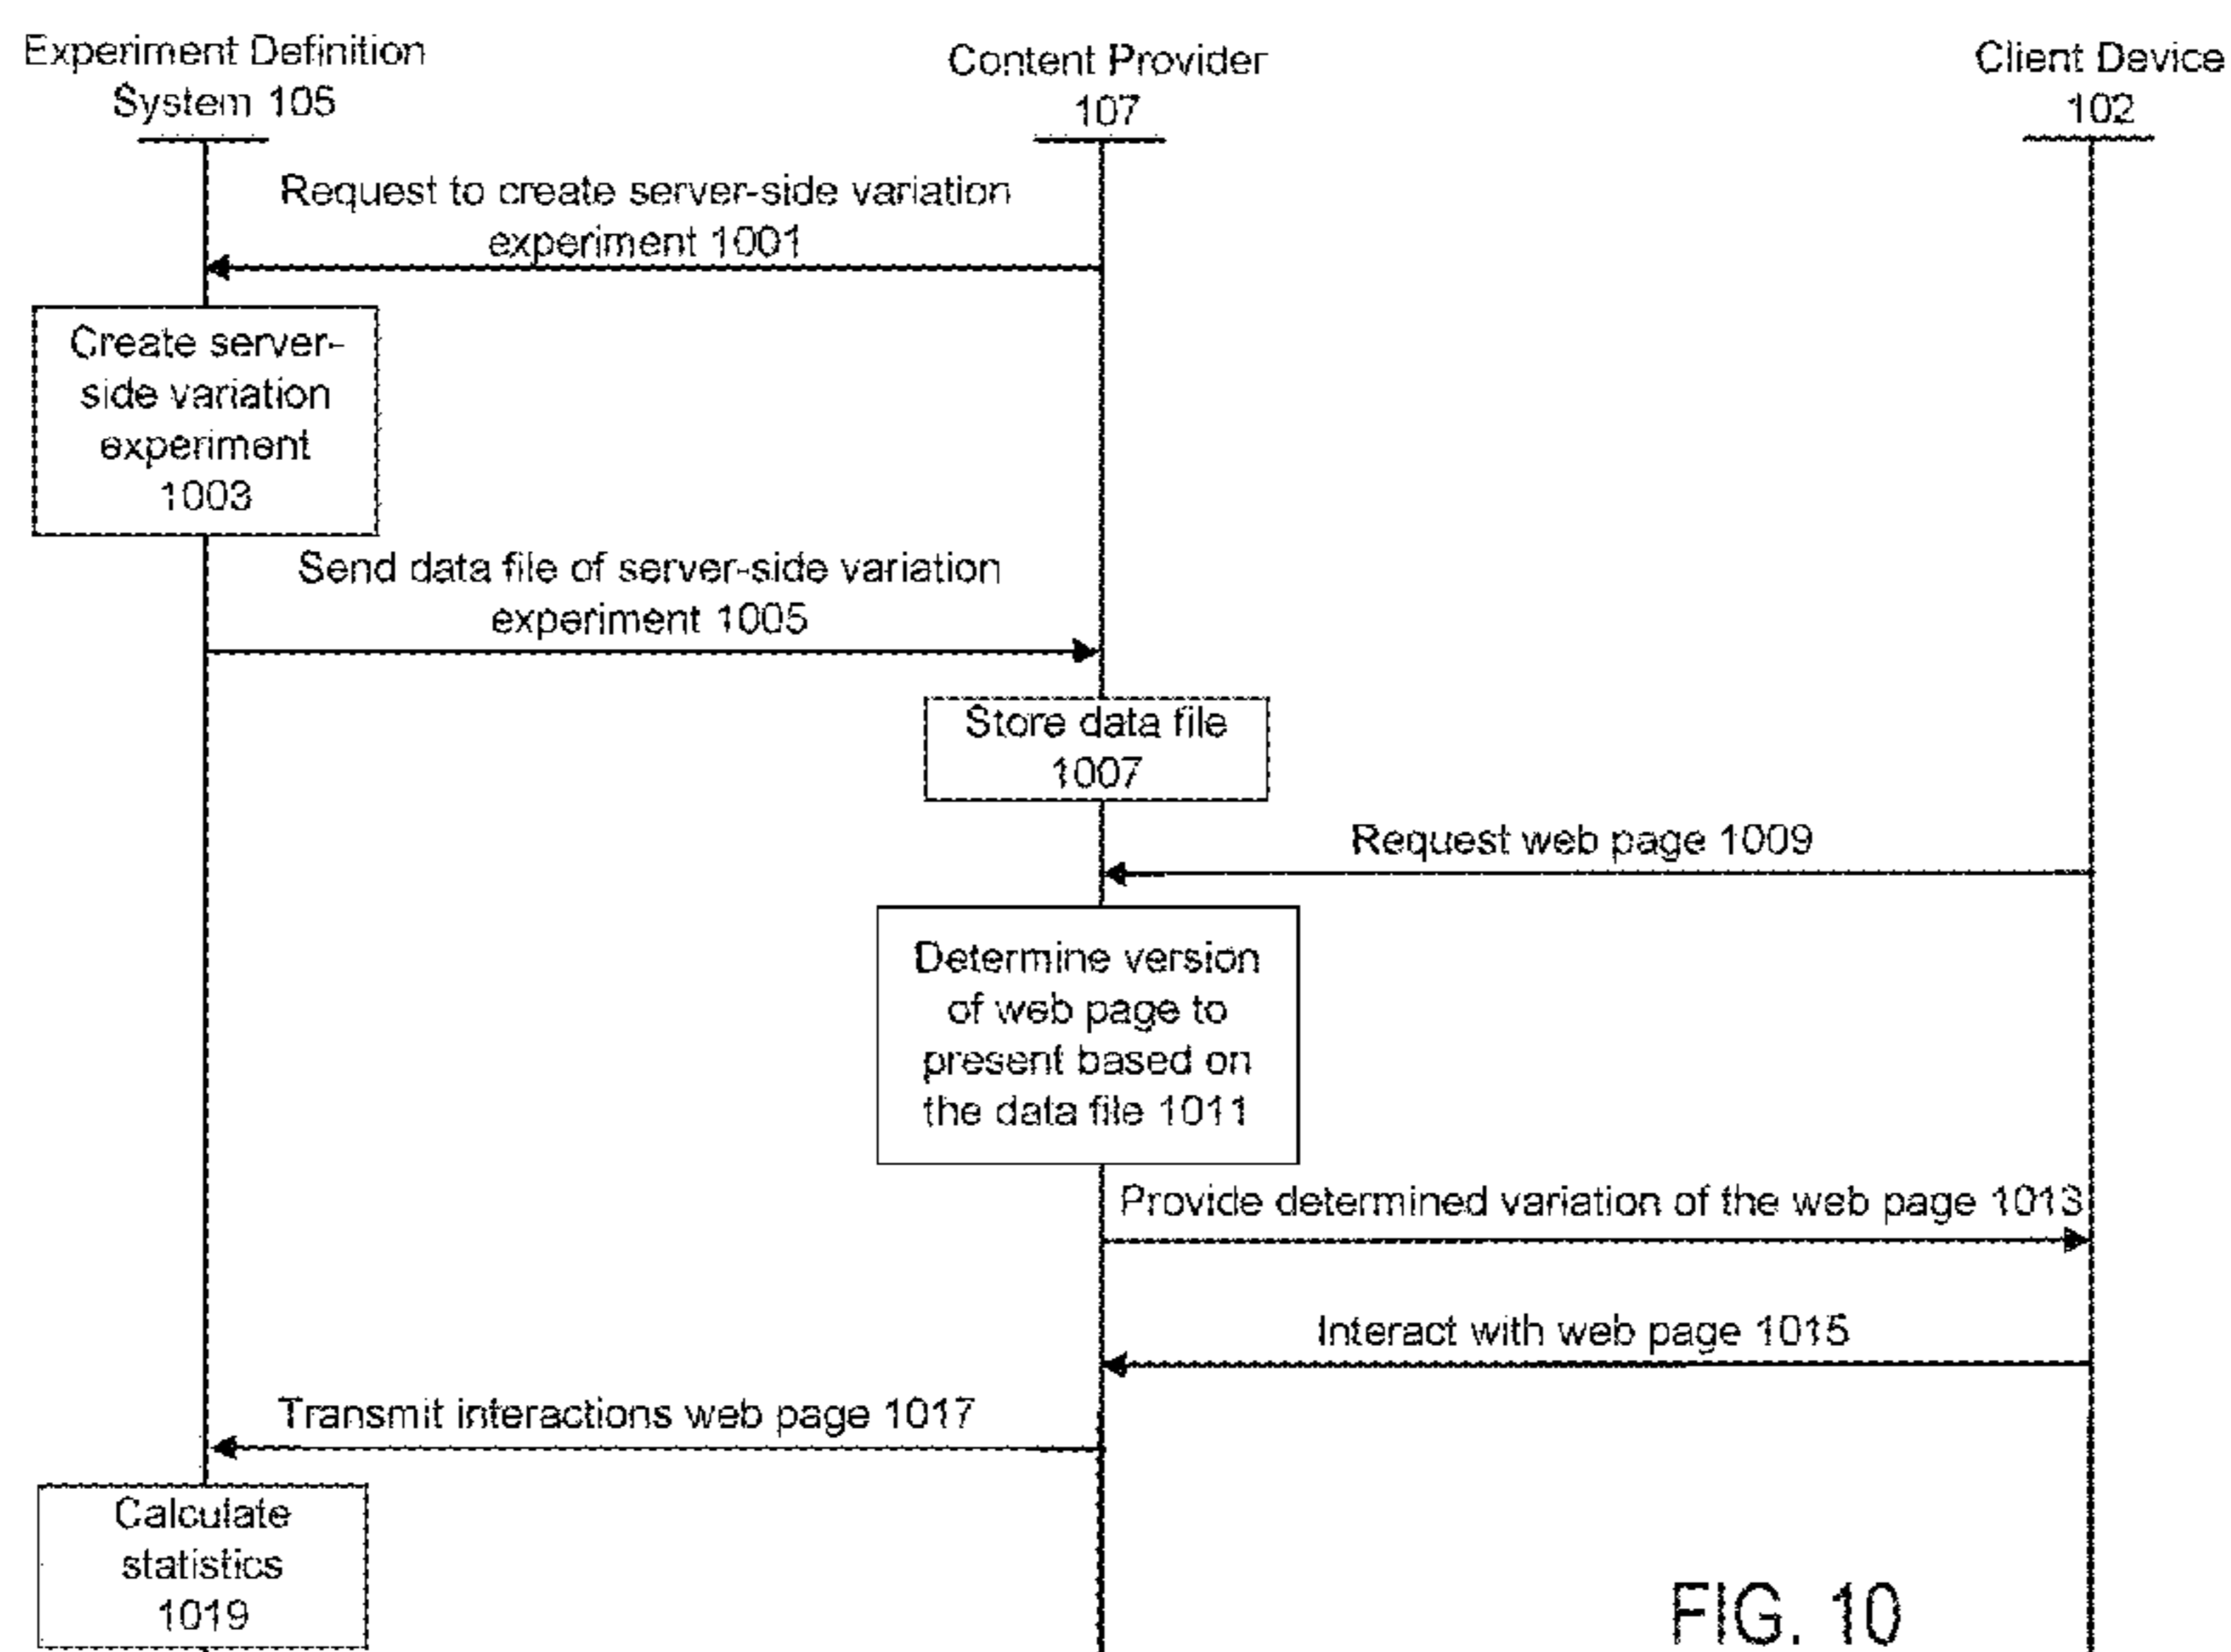 Experiment Definition
System 105
Content Provider
107
Client Device
102
Request to create server-side variation
experiment 1001
Create server-
side variation
experiment
1003
Send data file of server-side variation
experiment 1005
Store data file
1007
Request web page 1009
Determine version
of web page to
present based on
the data file 1011
Provide determined variation of the web page 1013
Interact with web page 1015
Transmit interactions web page 1017
Calculate
statistics
1019
FIG. 10